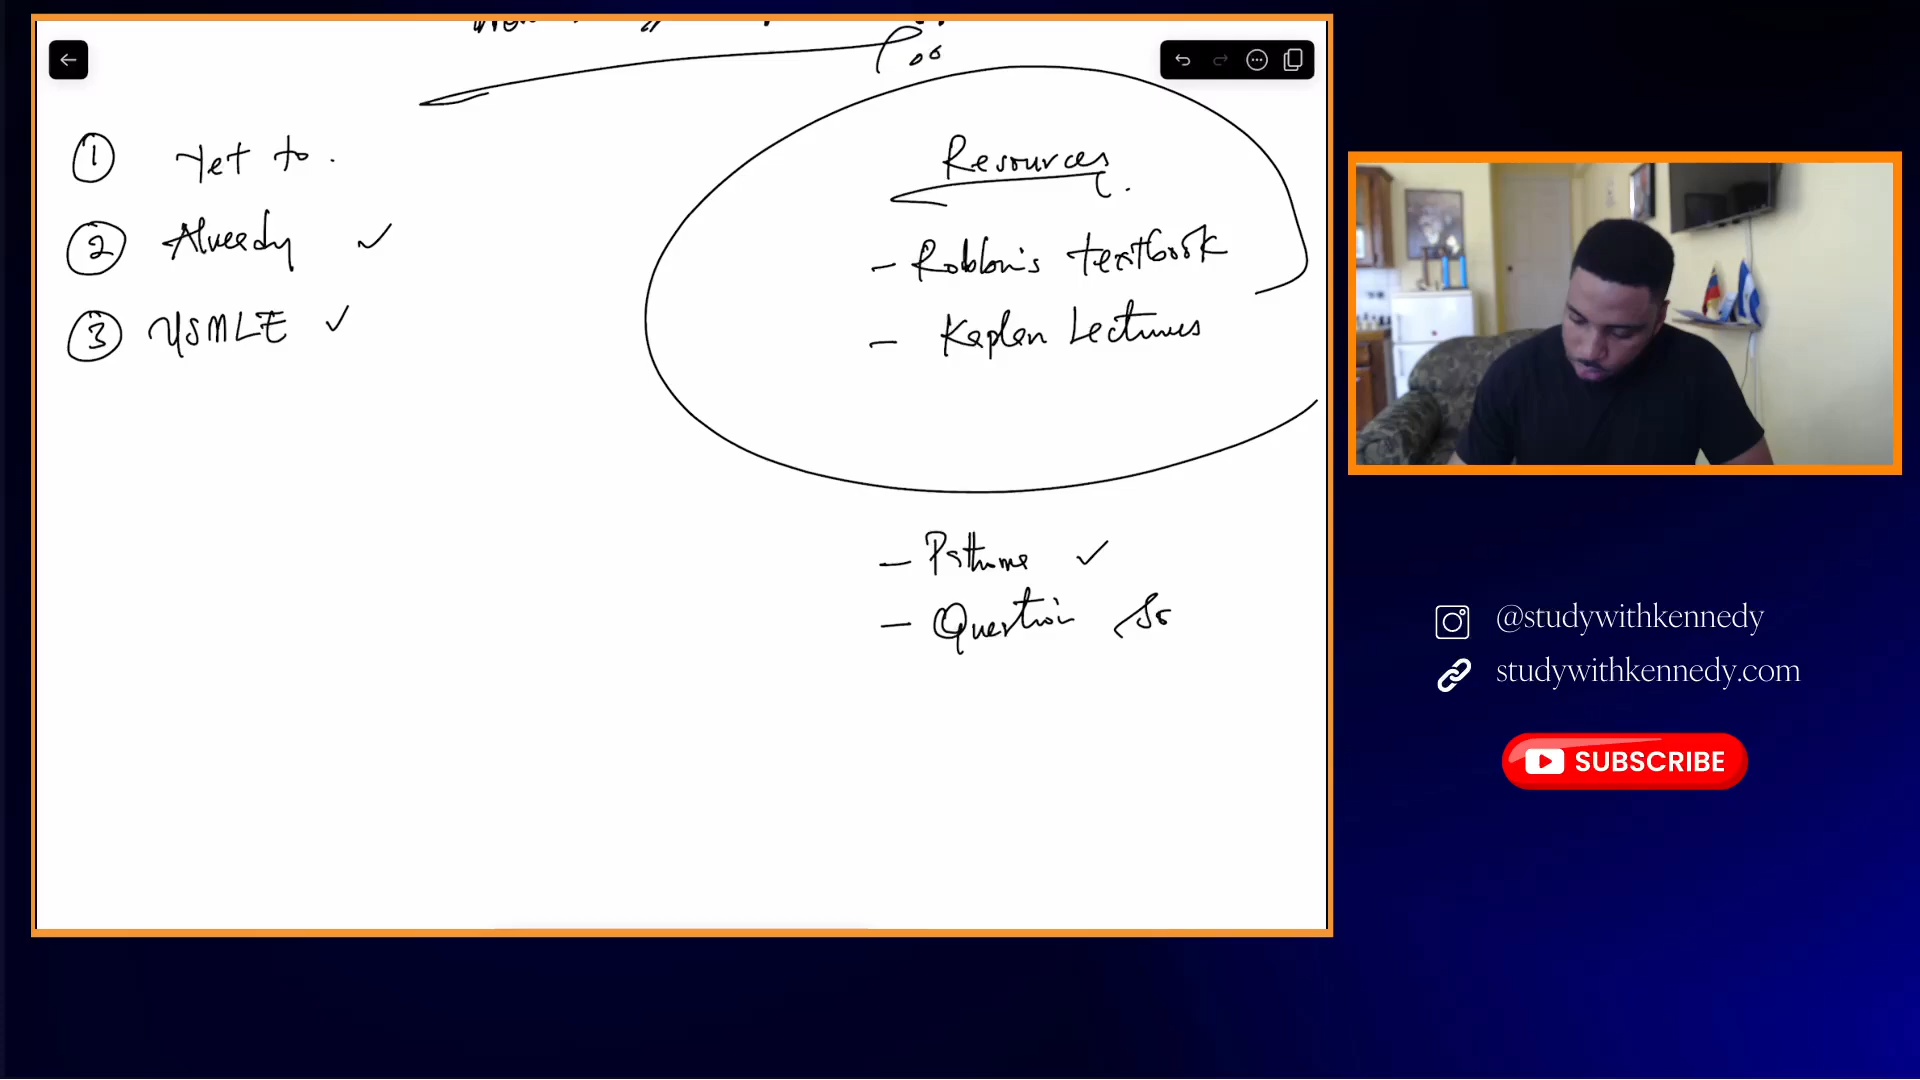 ① Yet to.
② Already ✓
③ USMLE ✓
Resources
- Robbin's textbook
- Kaplan Lectures
- Pathoma ✓
- Question
@studywithkennedy
studywithkennedy.com
SUBSCRIBE